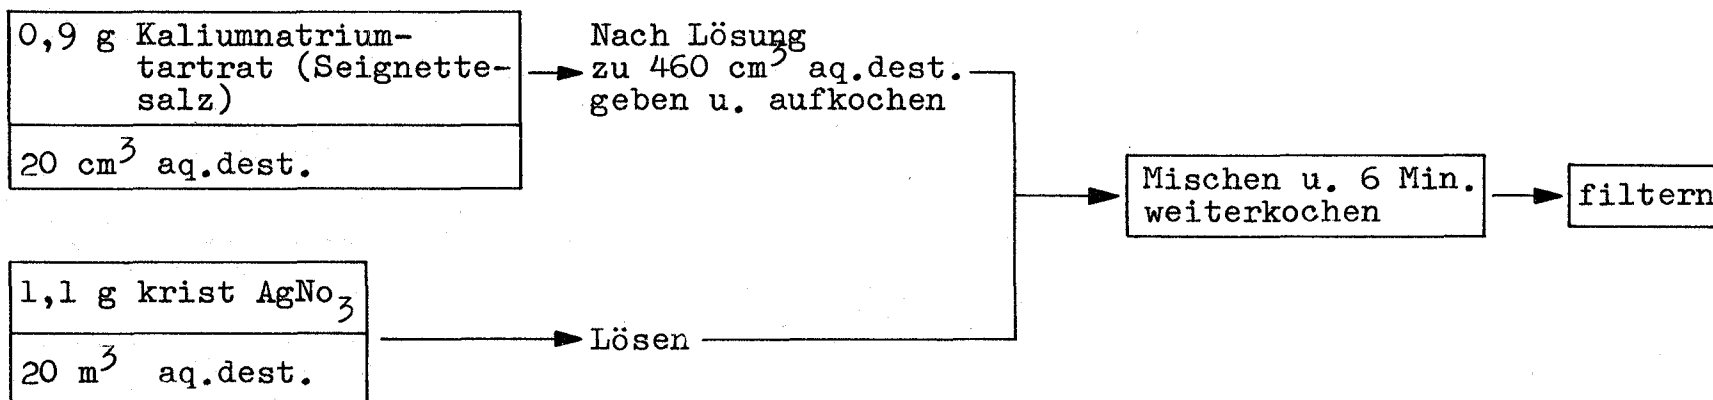 0,9 g Kaliumnatrium-
tartrat (Seignette-
salz)
20 cm³ aq.dest.
Nach Lösung
zu 460 cm³ aq.dest.
geben u. aufkochen
1,1 g krist AgNo₃
20 m³ aq.dest.
Lösen
Mischen u. 6 Min.
weiterkochen
filtern